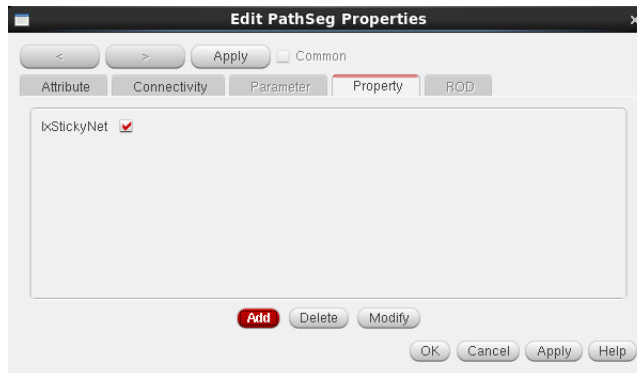 Edit PathSeg Properties
< > Apply Common
Attribute Connectivity Parameter Property ROD
lxStickyNet
Add Delete Modify
OK Cancel Apply Help